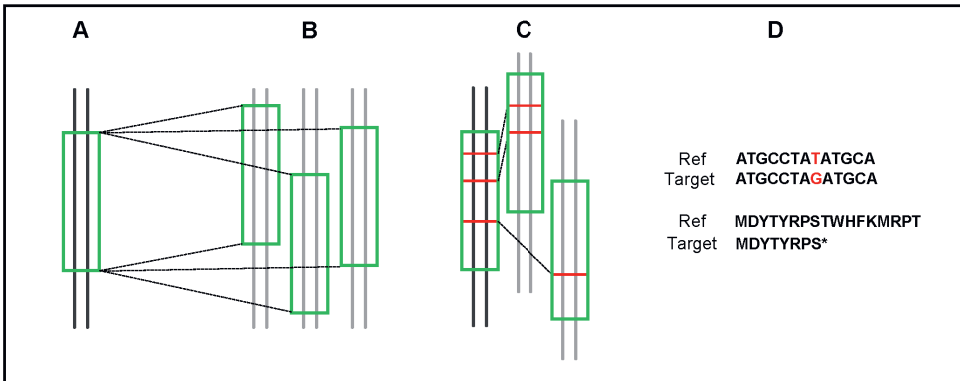 A B C D
Ref ATGCCTATATGCA
Target ATGCCTAGATGCA
Ref MDYTYRPSTWHFKMRPT
Target MDYTYRPS*